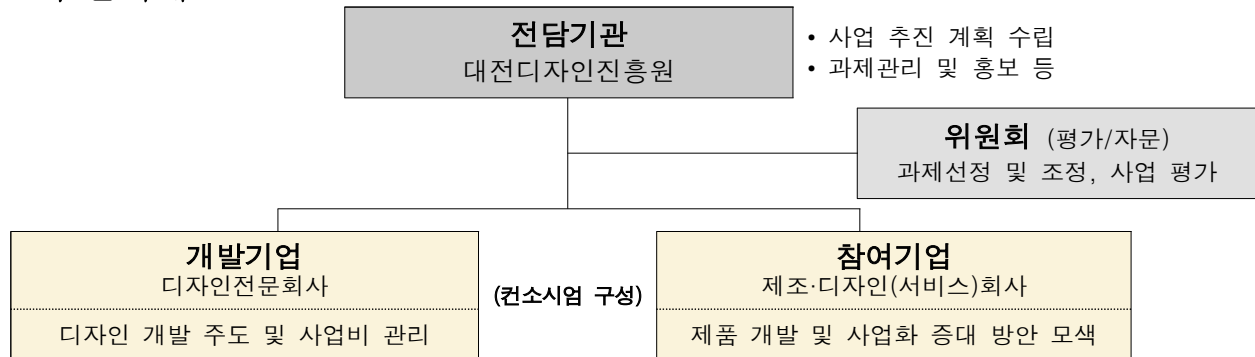 전담기관
대전디자인진흥원
• 사업 추진 계획 수립
• 과제관리 및 홍보 등
위원회 (평가/자문)
과제선정 및 조정, 사업 평가
개발기업
디자인전문회사
디자인 개발 주도 및 사업비 관리
(컨소시엄 구성)
참여기업
제조·디자인(서비스)회사
제품 개발 및 사업화 증대 방안 모색